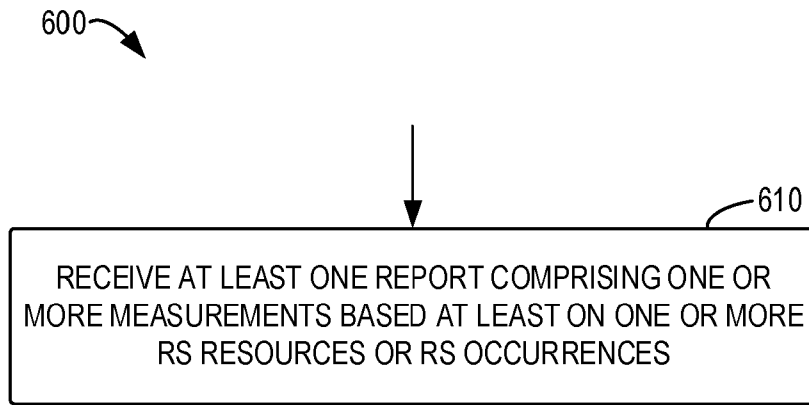 600
610
RECEIVE AT LEAST ONE REPORT COMPRISING ONE OR
MORE MEASUREMENTS BASED AT LEAST ON ONE OR MORE
RS RESOURCES OR RS OCCURRENCES